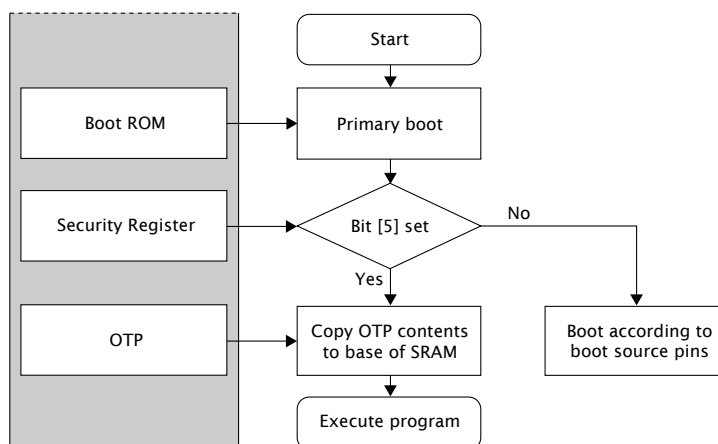 Start
Boot ROM
Primary boot
Security Register
Bit [5] set
No
Yes
OTP
Copy OTP contents
to base of SRAM
Boot according to
boot source pins
Execute program